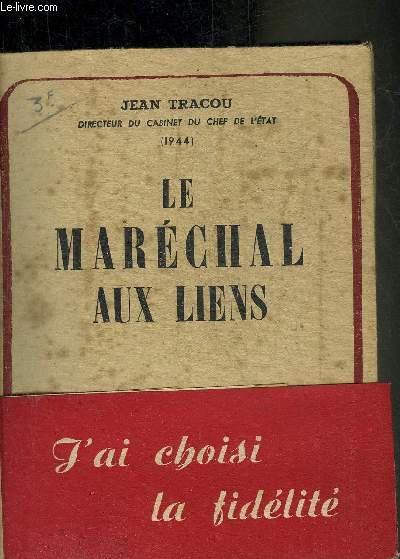 Le-livre.com
3f.
JEAN TRACOU
DIRECTEUR DU CABINET DU CHEF DE L'ÉTAT
(1944)
LE
MARÉCHAL
AUX LIENS
J'ai choisi
la fidélité